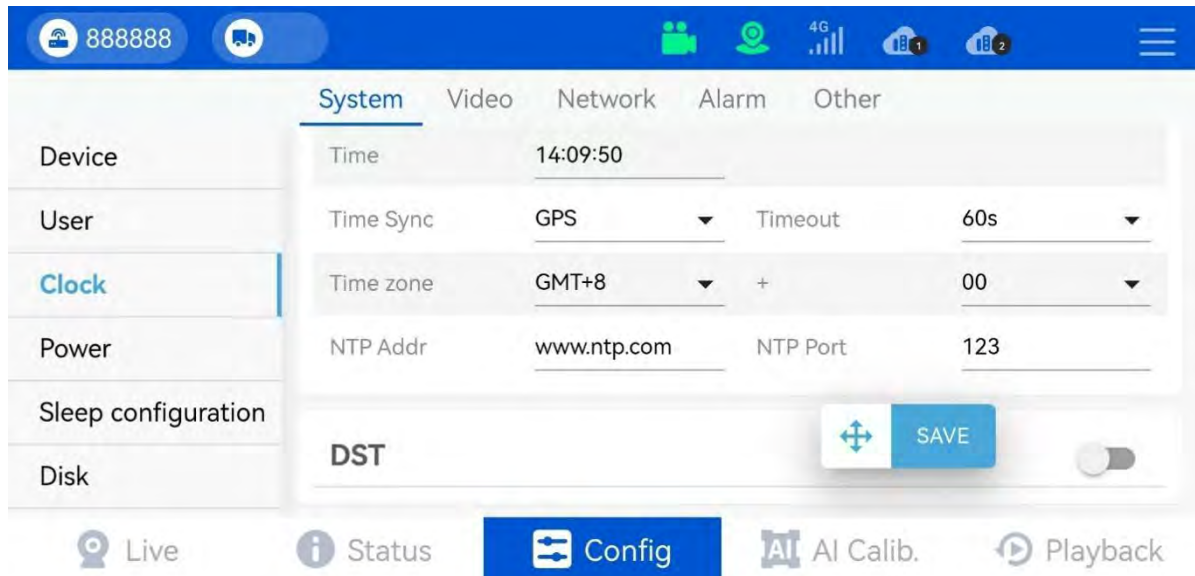 888888
4G
1
2
System Video Network Alarm Other
Device
User
Clock
Power
Sleep configuration
Disk
Time 14:09:50
Time Sync GPS Timeout 60s
Time zone GMT+8 + 00
NTP Addr www.ntp.com NTP Port 123
SAVE
DST
Live Status Config AI AI Calib. Playback